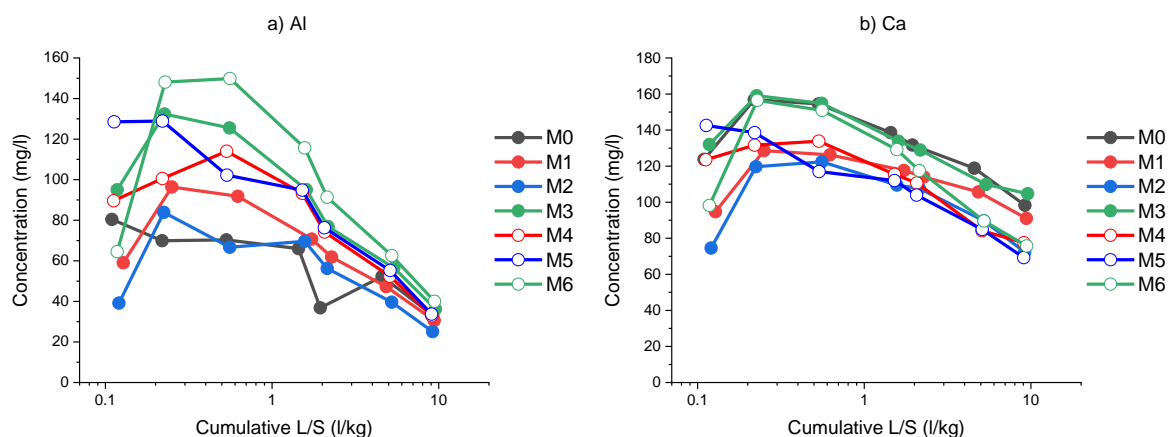 a) Al
160
140
120
100
80
60
40
20
0
Concentration (mg/l)
0.1
1
10
Cumulative L/S (l/kg)
M0
M1
M2
M3
M4
M5
M6
b) Ca
180
160
140
120
100
80
60
40
20
0
Concentration (mg/l)
0.1
1
10
Cumulative L/S (l/kg)
M0
M1
M2
M3
M4
M5
M6